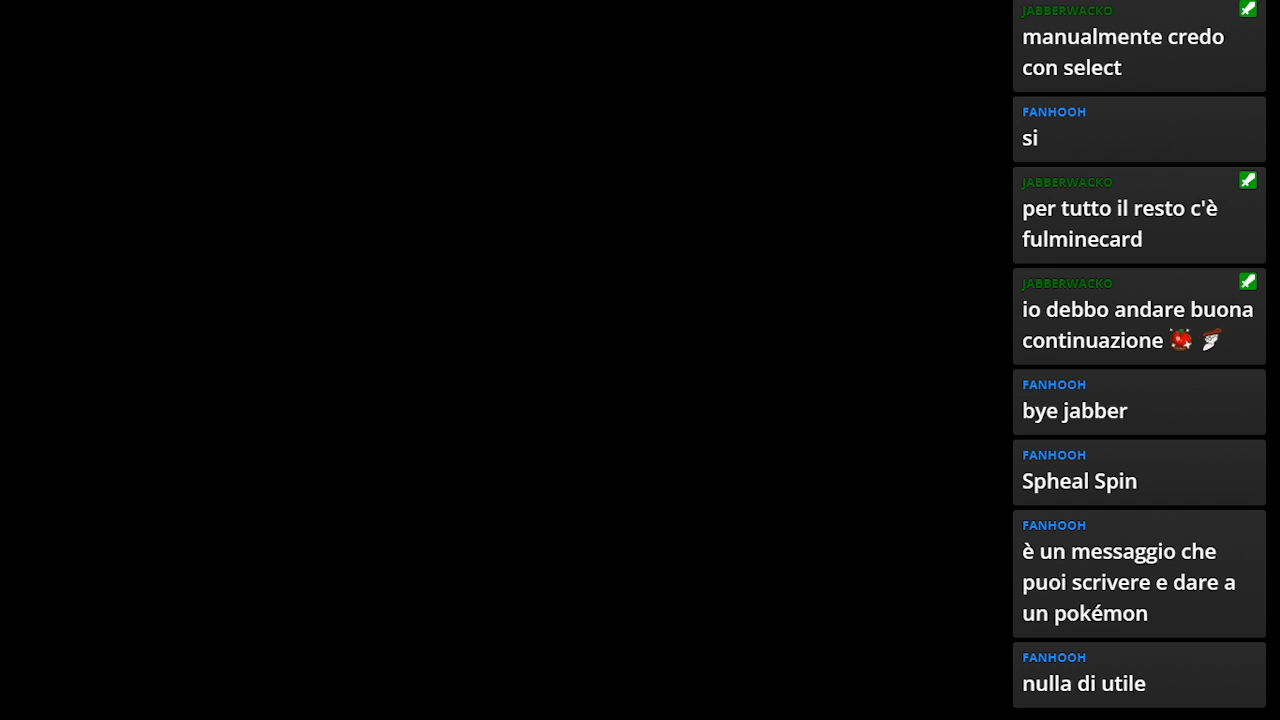 JABBERWACKO
manualmente credo
con select
FANHOOH
si
JABBERWACKO
per tutto il resto c'è
fulminecard
JABBERWACKO
io debbo andare buona
continuazione
FANHOOH
bye jabber
FANHOOH
Spheal Spin
FANHOOH
è un messaggio che
puoi scrivere e dare a
un pokémon
FANHOOH
nulla di utile